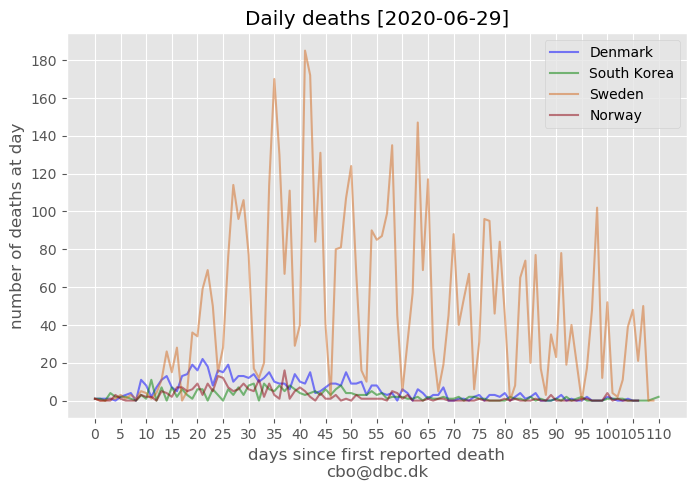 Daily deaths [2020-06-29]
Denmark
South Korea
Sweden
Norway
number of deaths at day
180
160
140
120
100
80
60
40
20
0
0 5 10 15 20 25 30 35 40 45 50 55 60 65 70 75 80 85 90 95 100 105 110
days since first reported death
cbo@dbc.dk